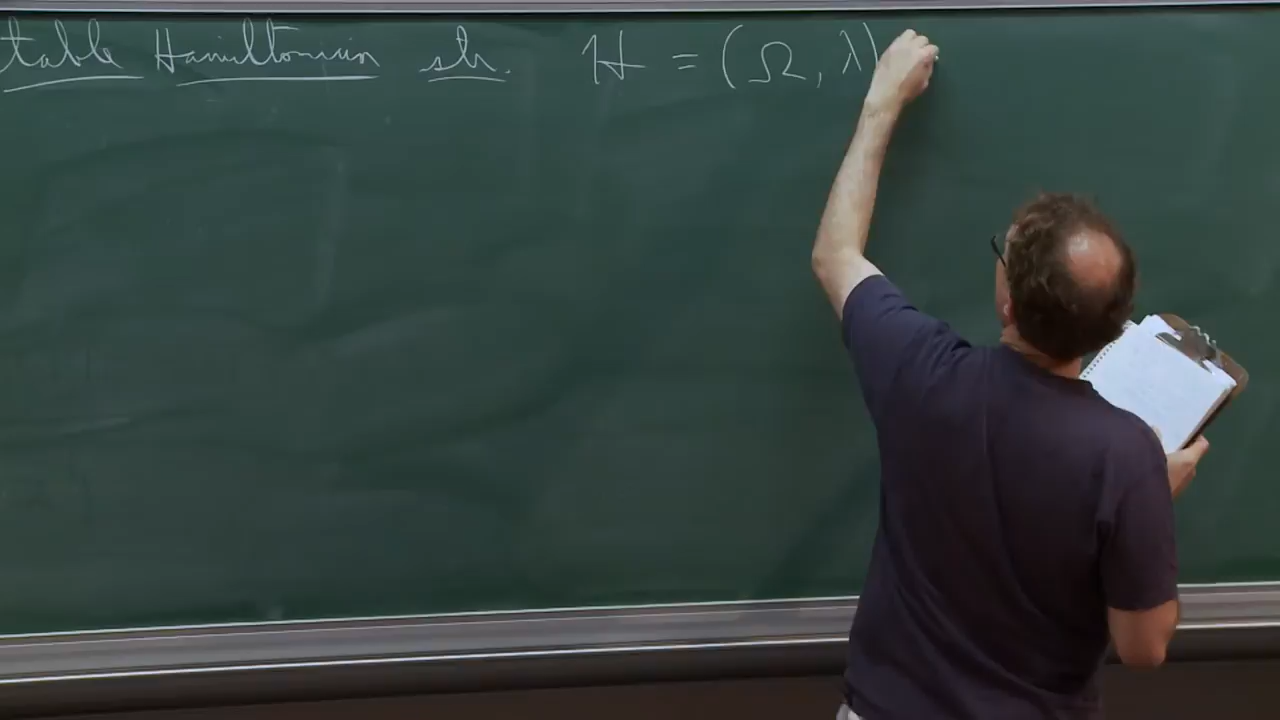 table Hamiltonian str. H = (Ω, λ)